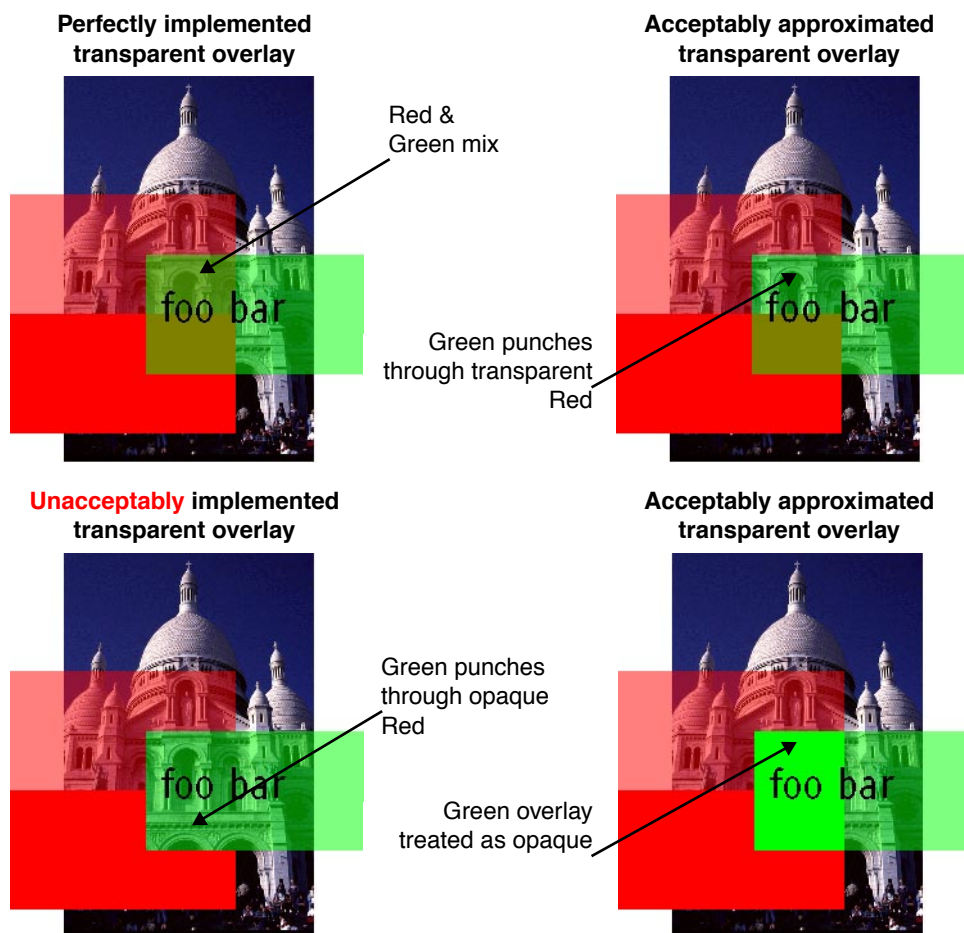 Perfectly implemented
transparent overlay
Red &
Green mix
foo bar
Acceptably approximated
transparent overlay
Green punches
through transparent
Red
foo bar
Unacceptably implemented
transparent overlay
Green punches
through opaque
Red
foo bar
Acceptably approximated
transparent overlay
Green overlay
treated as opaque
foo bar